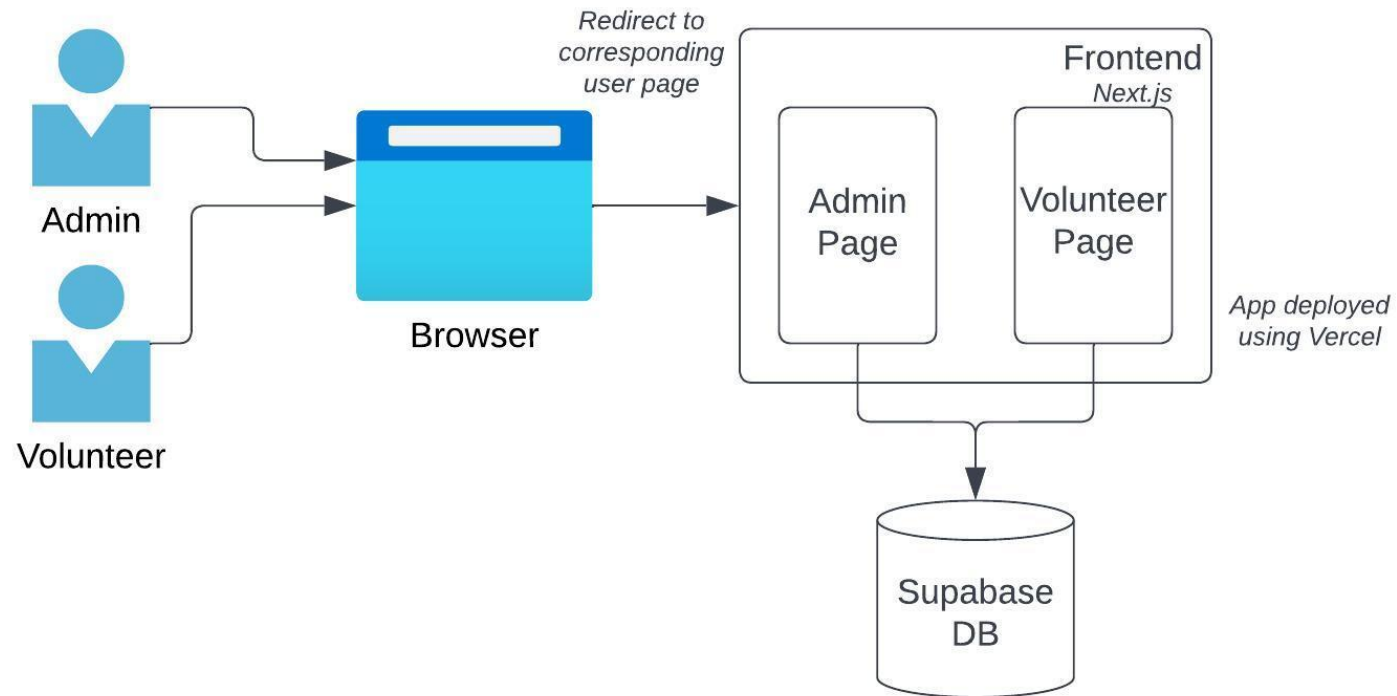 Redirect to
corresponding
user page
Frontend
Next.js
Admin
Page
Volunteer
Page
Admin
Volunteer
Browser
App deployed
using Vercel
Supabase
DB